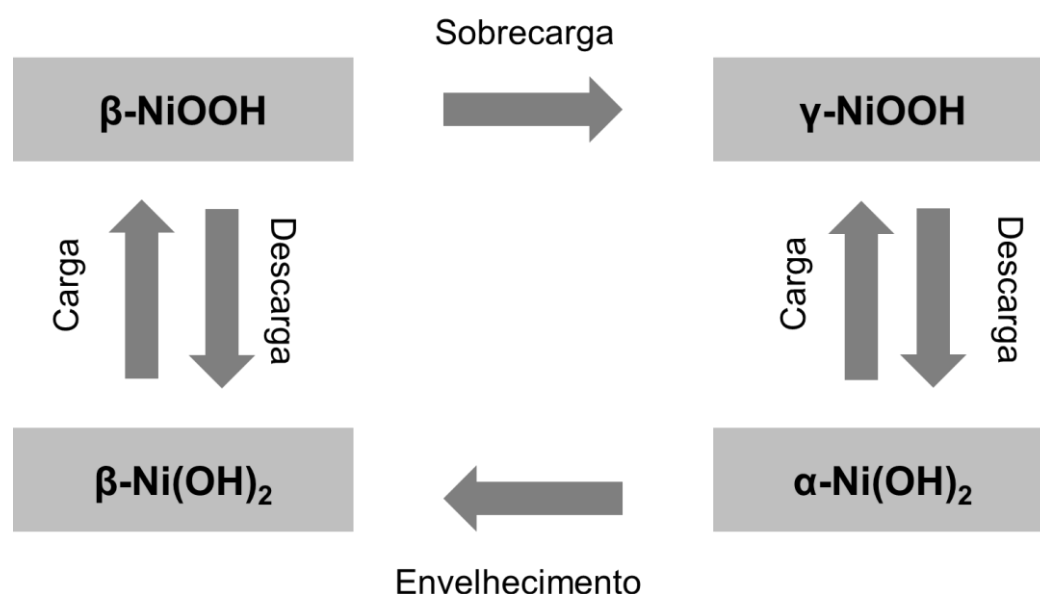 Sobrecarga
β-NiOOH
γ-NiOOH
Carga
Descarga
Carga
Descarga
β-Ni(OH)₂
α-Ni(OH)₂
Envelhecimento